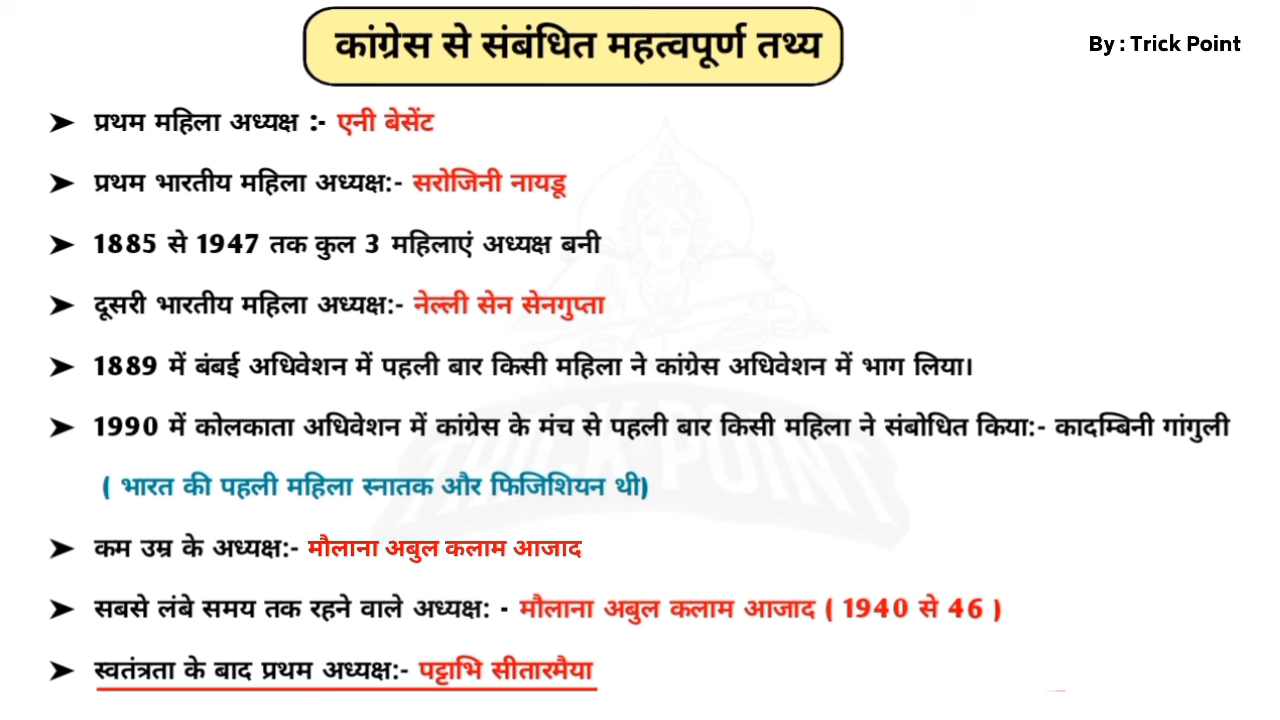 कांग्रेस से संबंधित महत्वपूर्ण तथ्य
By : Trick Point
➤ प्रथम महिला अध्यक्ष :- एनी बेसेंट
➤ प्रथम भारतीय महिला अध्यक्ष:- सरोजिनी नायडू
➤ 1885 से 1947 तक कुल 3 महिलाएं अध्यक्ष बनी
➤ दूसरी भारतीय महिला अध्यक्ष:- नेल्ली सेन सेनगुप्ता
➤ 1889 में बंबई अधिवेशन में पहली बार किसी महिला ने कांग्रेस अधिवेशन में भाग लिया।
➤ 1990 में कोलकाता अधिवेशन में कांग्रेस के मंच से पहली बार किसी महिला ने संबोधित किया:- कादम्बिनी गांगुली
( भारत की पहली महिला स्नातक और फिजिशियन थी)
➤ कम उम्र के अध्यक्ष:- मौलाना अबुल कलाम आजाद
➤ सबसे लंबे समय तक रहने वाले अध्यक्ष: - मौलाना अबुल कलाम आजाद ( 1940 से 46 )
➤ स्वतंत्रता के बाद प्रथम अध्यक्ष:- पट्टाभि सीतारमैया
THICK POINT